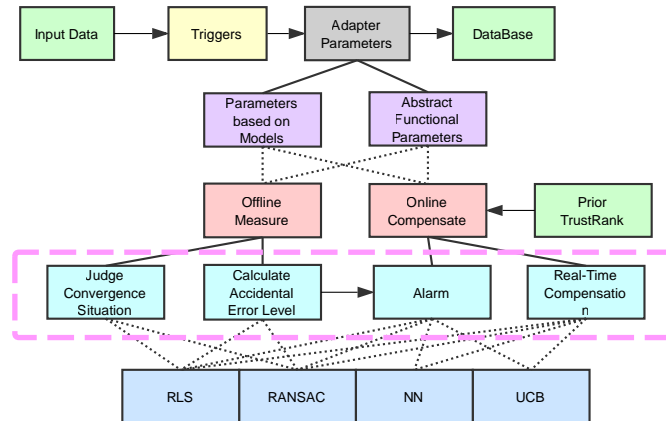 Input Data
Triggers
Adapter
Parameters
DataBase
Parameters
based on
Models
Abstract
Functional
Parameters
Offline
Measure
Online
Compensate
Prior
TrustRank
Judge
Convergence
Situation
Calculate
Accidental
Error Level
Alarm
Real-Time
Compensatio
n
RLS
RANSAC
NN
UCB